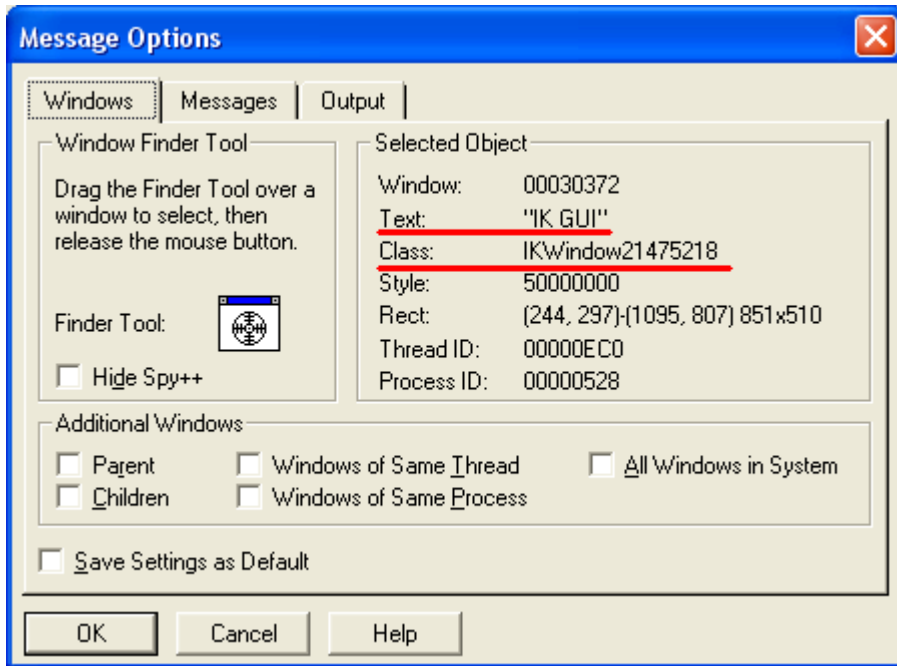 Message Options
Windows
Messages
Output
Window Finder Tool
Drag the Finder Tool over a
window to select, then
release the mouse button.
Finder Tool:
Hide Spy++
Selected Object
Window: 00030372
Text: "IK GUI"
Class: IKWindow21475218
Style: 50000000
Rect: (244, 297)-(1095, 807) 851x510
Thread ID: 00000EC0
Process ID: 00000528
Additional Windows
Parent
Windows of Same Thread
All Windows in System
Children
Windows of Same Process
Save Settings as Default
OK
Cancel
Help